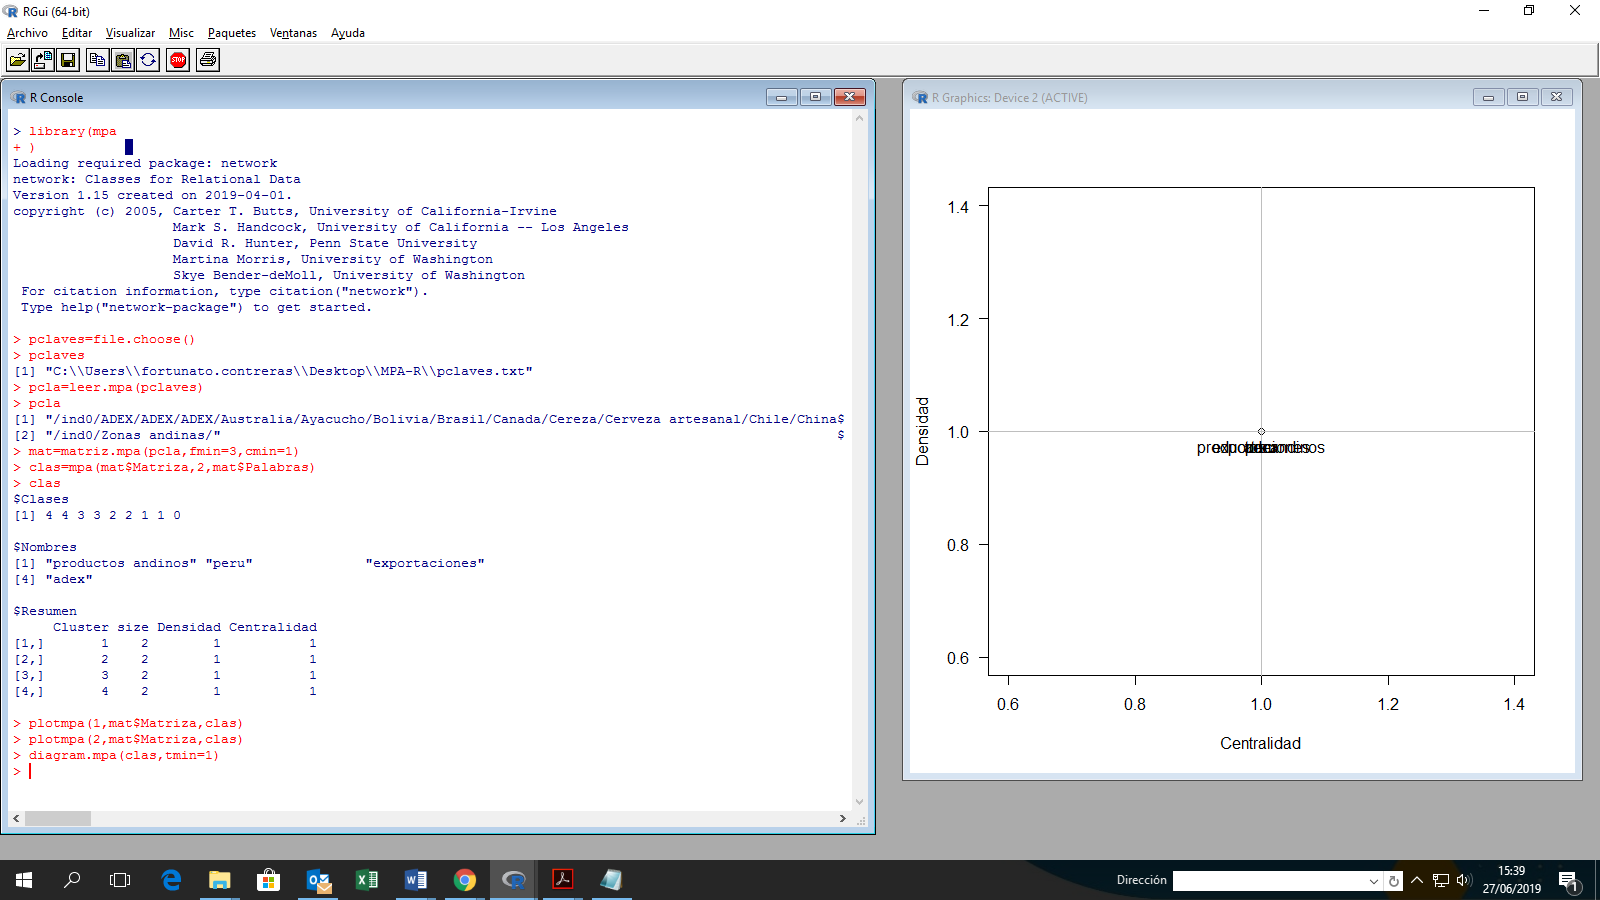 RGui (64-bit)
Archivo Editar Visualizar Misc Paquetes Ventanas Ayuda
STOP
R Console
> library(mpa
+ )
Loading required package: network
network: Classes for Relational Data
Version 1.15 created on 2019-04-01.
copyright (c) 2005, Carter T. Butts, University of California-Irvine
Mark S. Handcock, University of California -- Los Angeles
David R. Hunter, Penn State University
Martina Morris, University of Washington
Skye Bender-deMoll, University of Washington
For citation information, type citation("network").
Type help("network-package") to get started.
> pclaves=file.choose()
> pclaves
[1] "C:\\Users\\fortunato.contreras\\Desktop\\MPA-R\\pclaves.txt"
> pcla=leer.mpa(pclaves)
> pcla
[1] "/ind0/ADEX/ADEX/ADEX/Australia/Ayacucho/Bolivia/Brasil/Canada/Cereza/Cerveza artesanal/Chile/China$
[2] "/ind0/Zonas andinas/" $
> mat=matriz.mpa(pcla,fmin=3,cmin=1)
> clas=mpa(mat$Matriza,2,mat$Palabras)
> clas
$Clases
[1] 4 4 3 3 2 2 1 1 0
$Nombres
[1] "productos andinos" "peru" "exportaciones"
[4] "adex"
$Resumen
Cluster size Densidad Centralidad
[1,] 1 2 1 1
[2,] 2 2 1 1
[3,] 3 2 1 1
[4,] 4 2 1 1
> plotmpa(1,mat$Matriza,clas)
> plotmpa(2,mat$Matriza,clas)
> diagram.mpa(clas,tmin=1)
>
R Graphics: Device 2 (ACTIVE)
1.4
1.2
1.0
0.8
0.6
Densidad
0.6 0.8 1.0 1.2 1.4
Centralidad
Dirección
15:39
27/06/2019
1